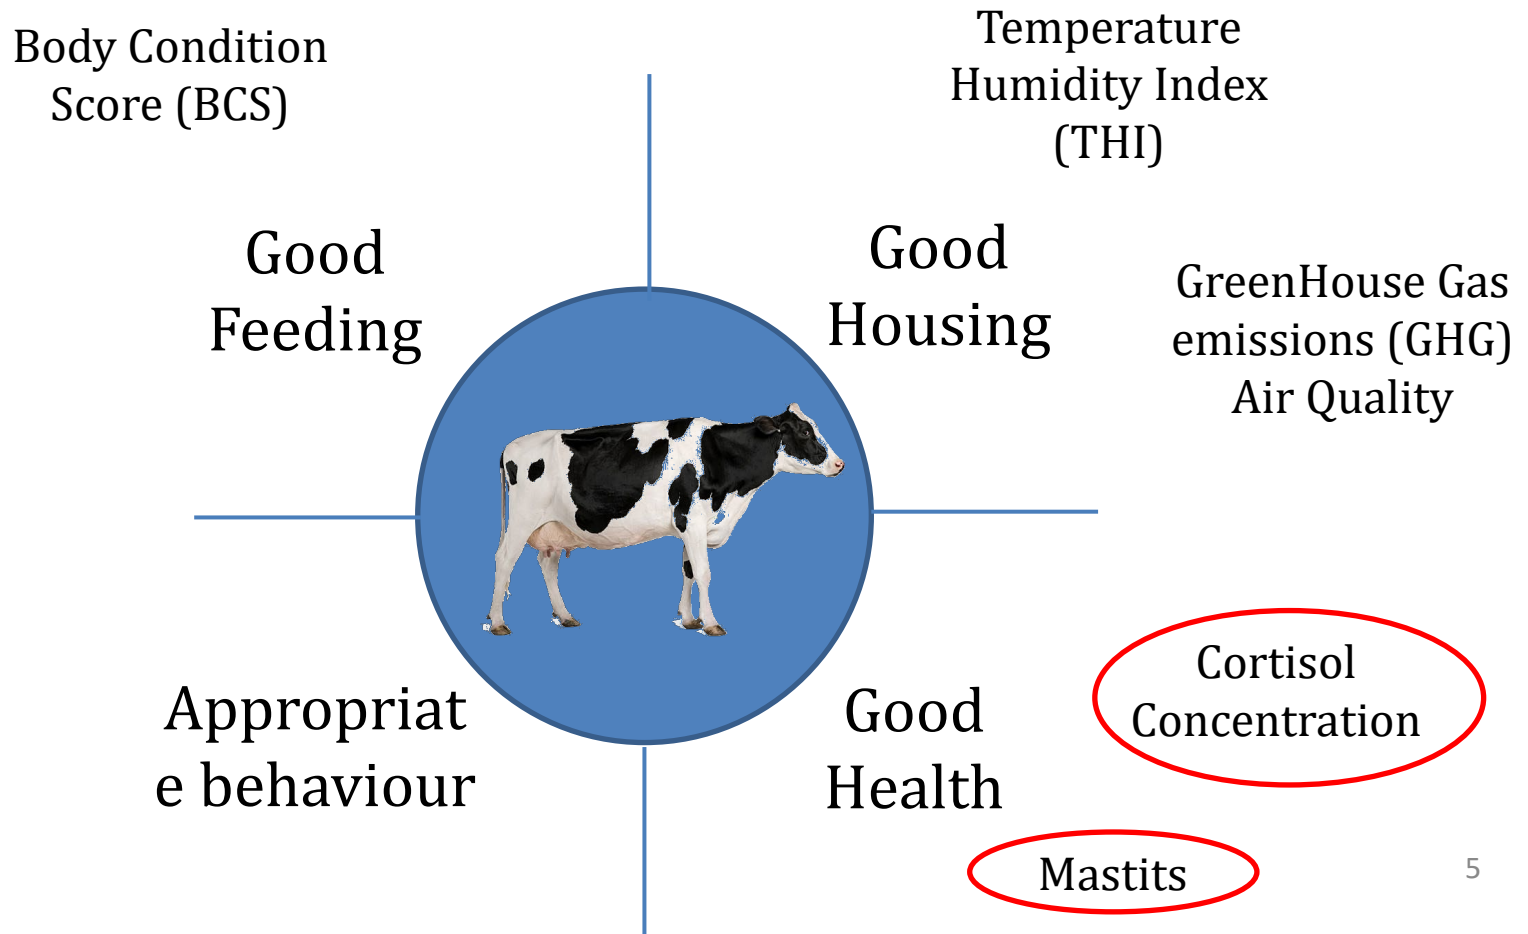 Body Condition
Score (BCS)
Temperature
Humidity Index
(THI)
Good
Feeding
Good
Housing
GreenHouse Gas
emissions (GHG)
Air Quality
Appropriat
e behaviour
Good
Health
Cortisol
Concentration
Mastits
5